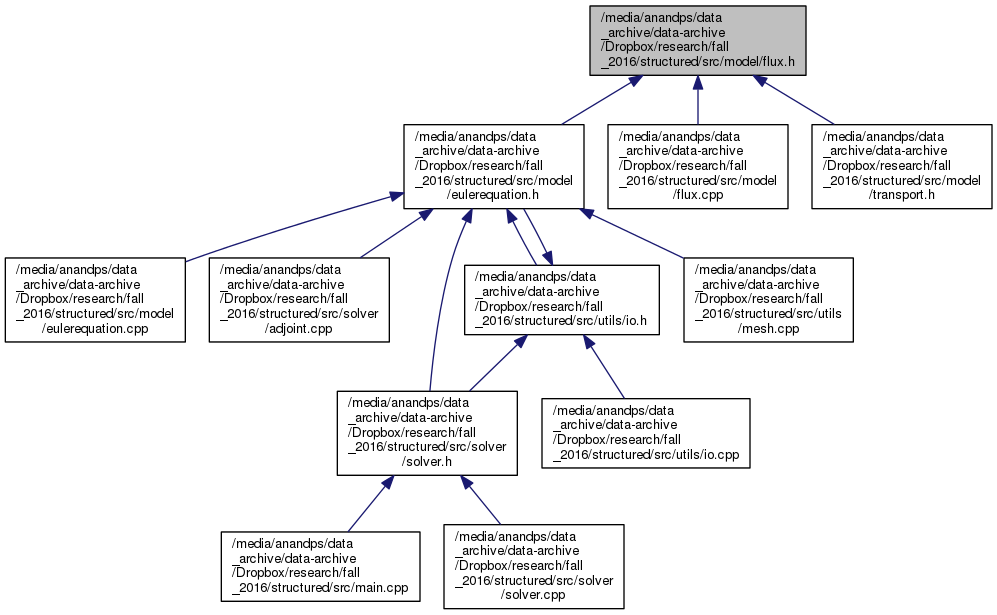 /media/anandps/data
_archive/data-archive
/Dropbox/research/fall
_2016/structured/src/model/flux.h
/media/anandps/data
_archive/data-archive
/Dropbox/research/fall
_2016/structured/src/model
/eulerequation.h
/media/anandps/data
_archive/data-archive
/Dropbox/research/fall
_2016/structured/src/model
/flux.cpp
/media/anandps/data
_archive/data-archive
/Dropbox/research/fall
_2016/structured/src/model
/transport.h
/media/anandps/data
_archive/data-archive
/Dropbox/research/fall
_2016/structured/src/model
/eulerequation.cpp
/media/anandps/data
_archive/data-archive
/Dropbox/research/fall
_2016/structured/src/solver
/adjoint.cpp
/media/anandps/data
_archive/data-archive
/Dropbox/research/fall
_2016/structured/src/utils/io.h
/media/anandps/data
_archive/data-archive
/Dropbox/research/fall
_2016/structured/src/utils
/mesh.cpp
/media/anandps/data
_archive/data-archive
/Dropbox/research/fall
_2016/structured/src/solver
/solver.h
/media/anandps/data
_archive/data-archive
/Dropbox/research/fall
_2016/structured/src/utils/io.cpp
/media/anandps/data
_archive/data-archive
/Dropbox/research/fall
_2016/structured/src/main.cpp
/media/anandps/data
_archive/data-archive
/Dropbox/research/fall
_2016/structured/src/solver
/solver.cpp